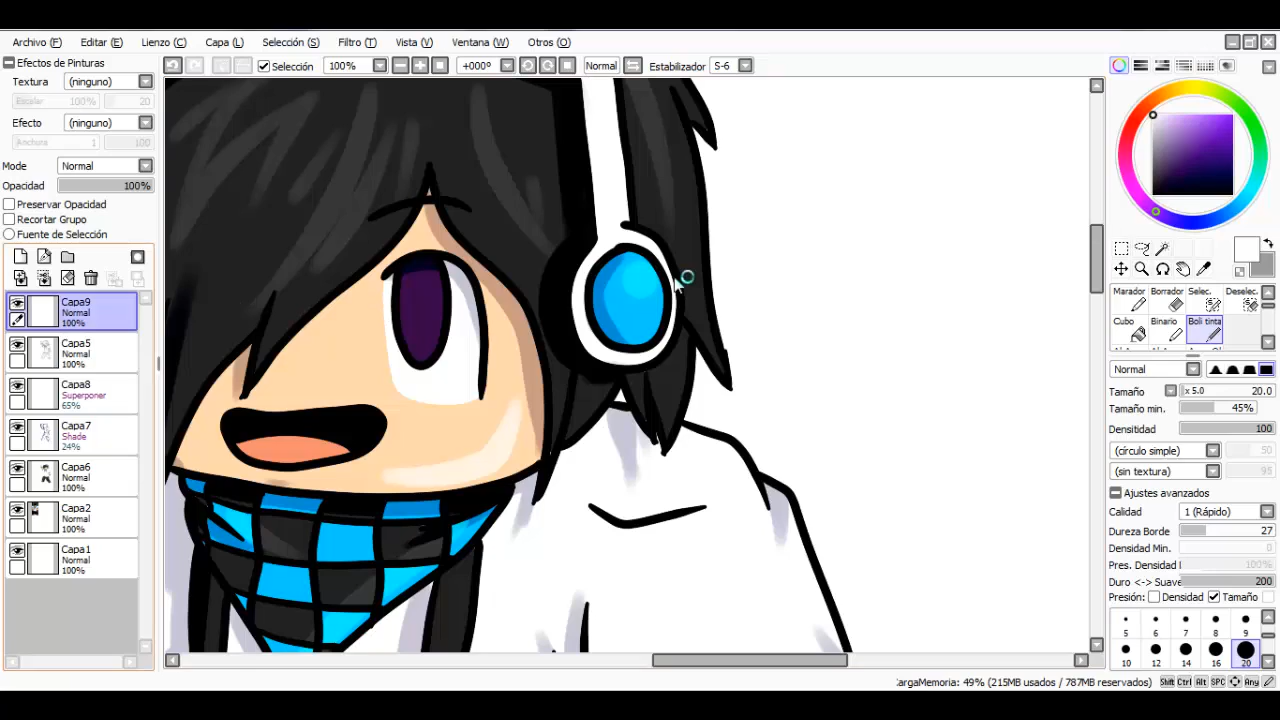 Archivo (F) Editar (E) Lienzo (C) Capa (L) Selección (S) Filtro (T) Vista (V) Ventana (W) Otros (O)
Efectos de Pinturas
Selección 100% +000º Normal Estabilizador S-6
Textura (ninguno)
Escalar 100% 20
Efecto (ninguno)
Anchura 1 100
Mode Normal
Opacidad 100%
Preservar Opacidad
Recortar Grupo
Fuente de Selección
Capa9
Normal
100%
Capa5
Normal
100%
Capa8
Superponer
65%
Capa7
Shade
24%
Capa6
Normal
100%
Capa2
Normal
100%
Capa1
Normal
100%
Marador Borrador Selec. Deselec.
Cubo Binario Boli tinta
Normal
Tamaño x 5.0 20.0
Tamaño min. 45%
Densitidad 100
(círculo simple) 50
(sin textura) 95
Ajustes avanzados
Calidad 1 (Rápido)
Dureza Borde 27
Densidad Min. 0
Pres. Densidad 100%
Duro <-> Suave 200
Presión: Densidad Tamaño
5 6 7 8 9
10 12 14 16 20
argaMemoria: 49% (215MB usados / 787MB reservados) Shift Ctrl Alt SPC Any